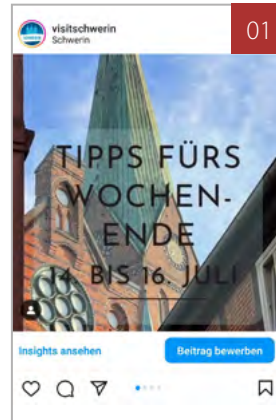 visitschwerin
Schwerin
01
TIPPS FÜRS
WOCHEN-
ENDE
14. BIS 16. JULI
Insights ansehen
Beitrag bewerben